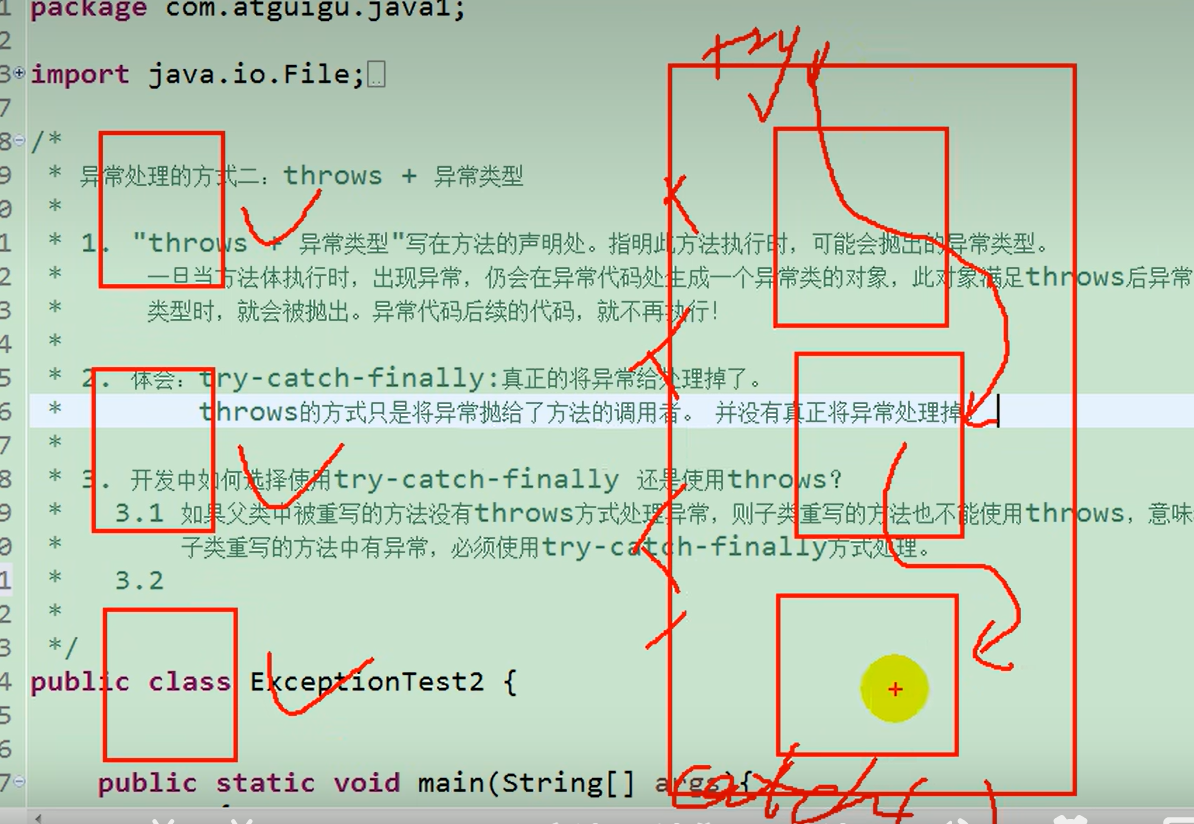 package com.atguigu.java1;
import java.io.File;
/*
* 异常处理的方式二：throws + 异常类型
*
* 1. "throws + 异常类型"写在方法的声明处。指明此方法执行时，可能会抛出的异常类型。
* 一旦当方法体执行时，出现异常，仍会在异常代码处生成一个异常类的对象，此对象满足throws后异常
* 类型时，就会被抛出。异常代码后续的代码，就不再执行！
*
* 2. 体会：try-catch-finally:真正的将异常给处理掉了。
* throws的方式只是将异常抛给了方法的调用者。 并没有真正将异常处理掉。
*
* 3. 开发中如何选择使用try-catch-finally 还是使用throws？
* 3.1 如果父类中被重写的方法没有throws方式处理异常，则子类重写的方法也不能使用throws，意味
* 子类重写的方法中有异常，必须使用try-catch-finally方式处理。
* 3.2
*
*/
public class ExceptionTest2 {
public static void main(String[] args){
try
catch( )